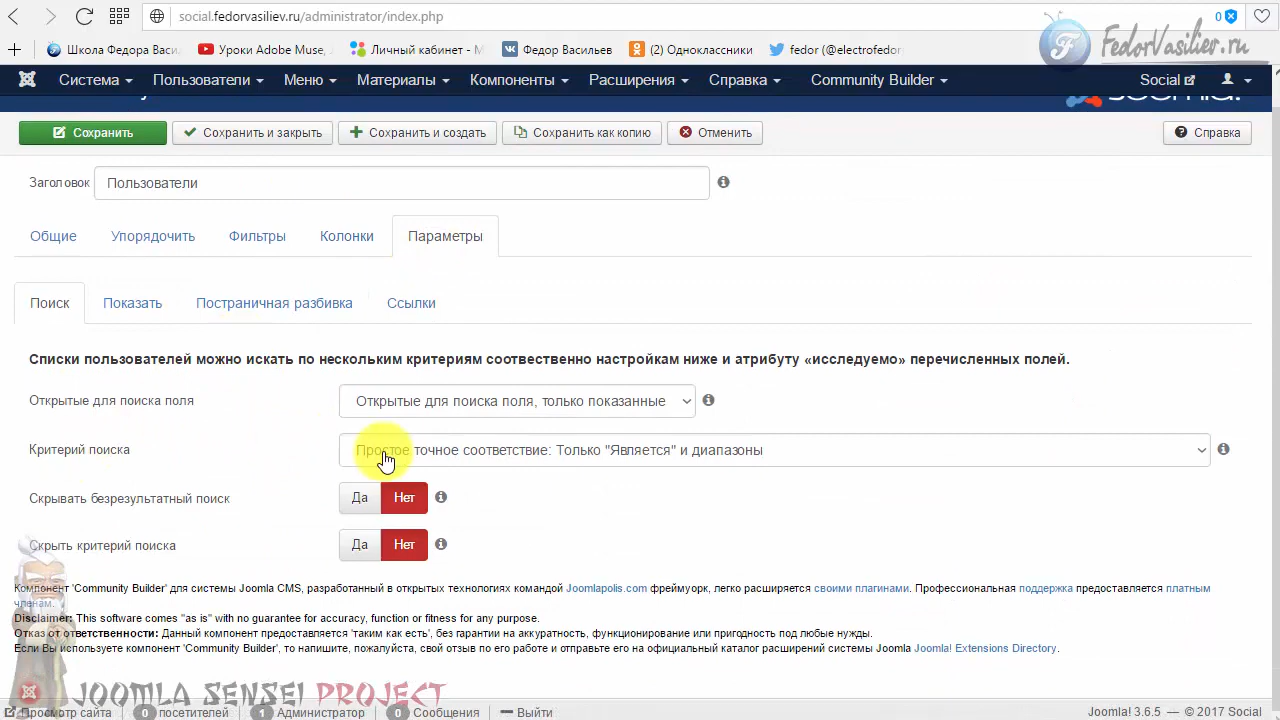 social.fedorvasiliev.ru/administrator/index.php 0
Школа Федора Васи. Уроки Adobe Muse, Личный кабинет - М Федор Васильев (2) Одноклассники fedor (@electrofedor
FedorVasiliev.ru
Система Пользователи Меню Материалы Компоненты Расширения Справка Community Builder Social
Joomla!
Сохранить Сохранить и закрыть Сохранить и создать Сохранить как копию Отменить Справка
Заголовок Пользователи
Общие Упорядочить Фильтры Колонки Параметры
Поиск Показать Постраничная разбивка Ссылки
Списки пользователей можно искать по нескольким критериям соотвественно настройкам ниже и атрибуту «исследуемо» перечисленных полей.
Открытые для поиска поля Открытые для поиска поля, только показанные
Критерий поиска Простое точное соответствие: Только "Является" и диапазоны
Скрывать безрезультатный поиск Да Нет
Скрыть критерий поиска Да Нет
Компонент 'Community Builder' для системы Joomla CMS, разработанный в открытых технологиях командой Joomlapolis.com фреймуорк, легко расширяется своими плагинами. Профессиональная поддержка предоставляется платным
членам.
Disclaimer: This software comes "as is" with no guarantee for accuracy, function or fitness for any purpose.
Отказ от ответственности: Данный компонент предоставляется 'таким как есть', без гарантии на аккуратность, функционирование или пригодность под любые нужды.
Если Вы используете компонент 'Community Builder', то напишите, пожалуйста, свой отзыв по его работе и отправьте его на официальный каталог расширений системы Joomla Joomla! Extensions Directory.
JOOMLA SENSEI PROJECT
Просмотр сайта 0 посетителей 1 Администратор 0 Сообщения Выйти Joomla! 3.6.5 — © 2017 Social